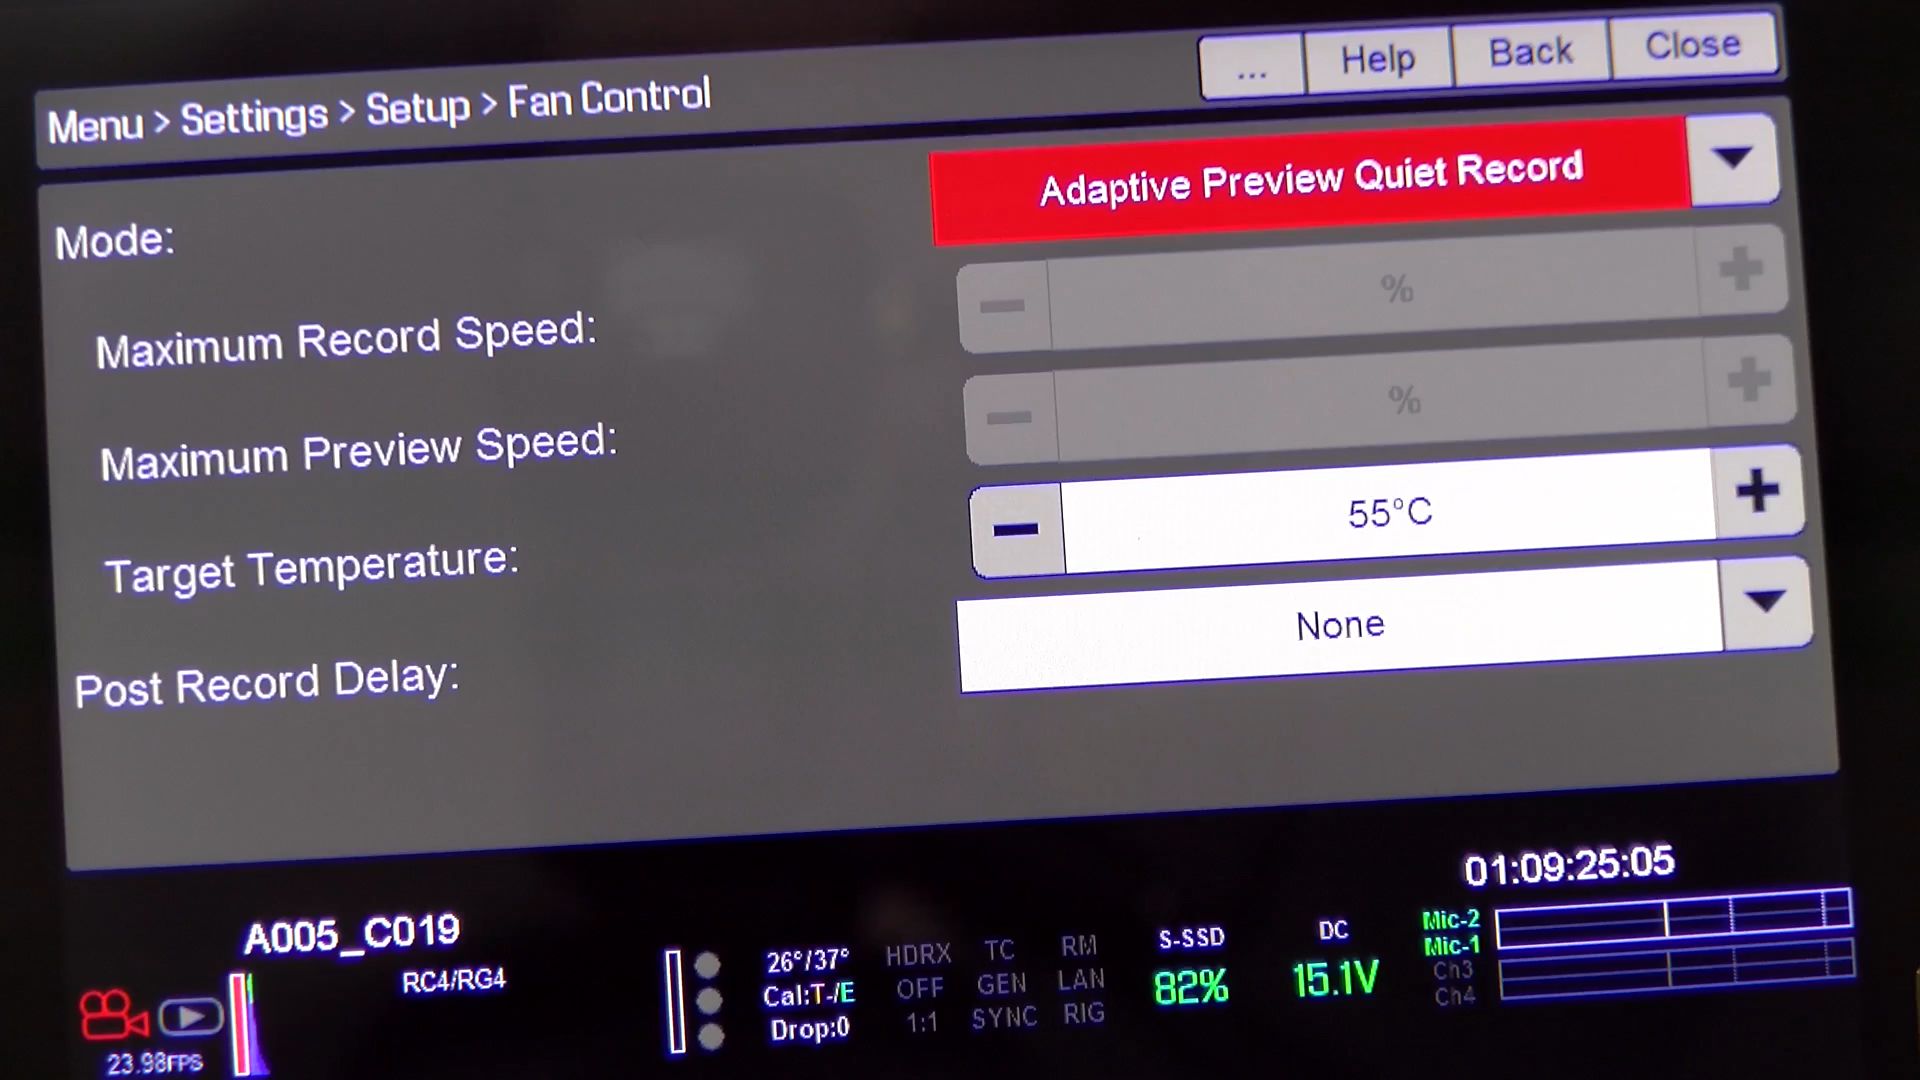 Menu > Settings > Setup > Fan Control
... Help Back Close
Mode: Adaptive Preview Quiet Record
Maximum Record Speed: %
Maximum Preview Speed: %
Target Temperature: 55°C
Post Record Delay: None
01:09:25:05
A005_C019
RC4/RG4
23.98FPS
26°/37°
Cal:T-/E
Drop:0
HDRX TC RM
OFF GEN LAN
1:1 SYNC RIG
S-SSD
82%
DC
15.1V
Mic-2
Mic-1
Ch3
Ch4